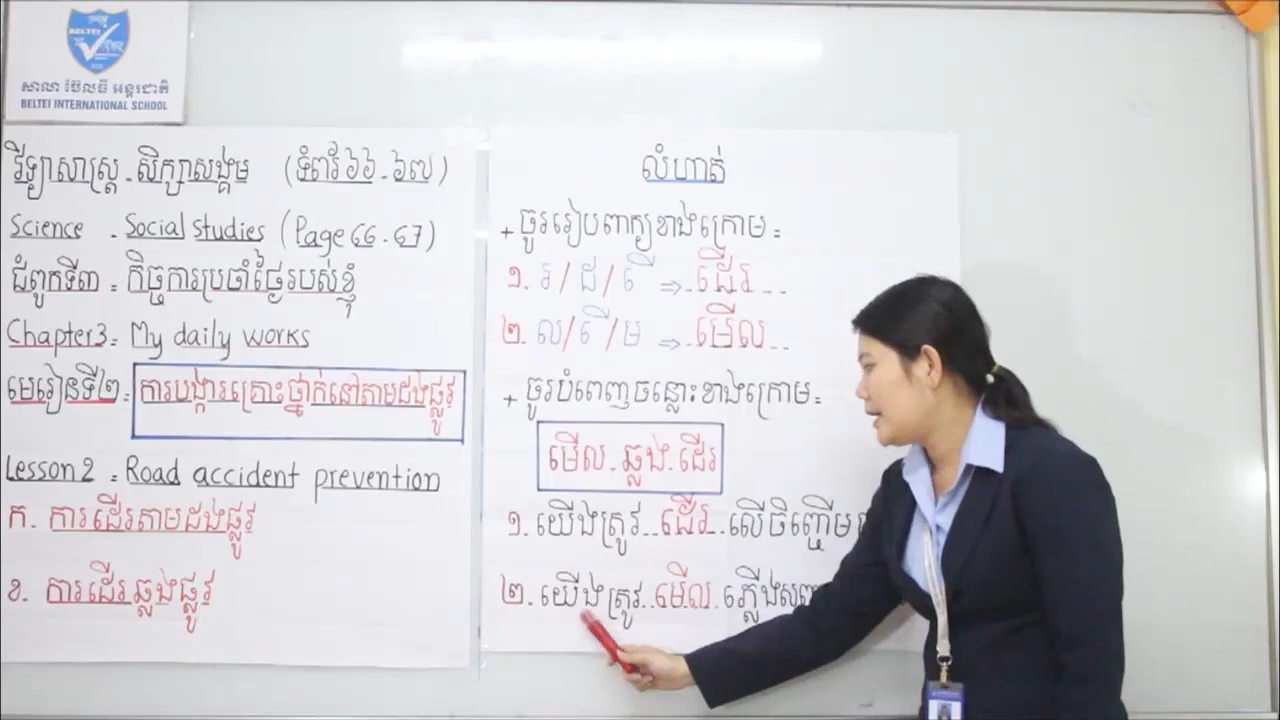 BELTEI
សាលា ប៊ែលធី អន្តរជាតិ
BELTEI INTERNATIONAL SCHOOL
វិទ្យាសាស្ត្រ - សិក្សាសង្គម (ទំព័រ៦៦ - ៦៧)
Science - Social studies (Page 66 - 67)
ជំពូកទី៣ = កិច្ចការប្រចាំថ្ងៃរបស់ខ្ញុំ
Chapter3 = My daily works
មេរៀនទី២ = ការបង្ការគ្រោះថ្នាក់នៅតាមដងផ្លូវ
Lesson 2 = Road accident prevention
ក. ការដើរតាមដងផ្លូវ
ខ. ការដើរឆ្លងផ្លូវ
លំហាត់
+ ចូររៀបពាក្យខាងក្រោម =
១. រ / ដ / ើ => ..ដើរ....
២. ល / ើ / ម => ..មើល...
+ ចូរបំពេញចន្លោះខាងក្រោម =
មើល . ឆ្លង . ដើរ
១. យើងត្រូវ...ដើរ...លើចិញ្ចើម
២. យើងត្រូវ..មើល..ភ្លើង